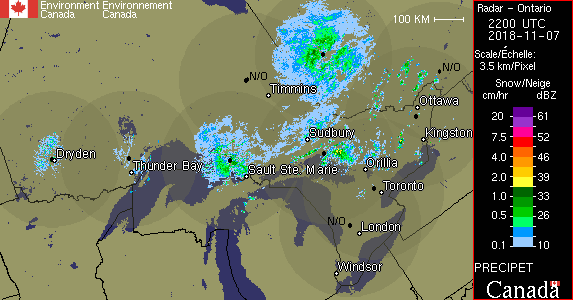 Environment Environnement
Canada Canada
100 KM
N/O
Timmins
N/O
Ottawa
Sudbury
Kingston
Dryden
Thunder Bay
Sault Ste. Marie
Orillia
Toronto
N/O
London
Windsor
Radar - Ontario
2200 UTC
2018-11-07
Scale/Échelle:
3.5 km/Pixel
Snow/Neige
cm/hr dBZ
20 61
7.5 52
4.0 46
2.0 39
1.0 33
0.5 26
0.1 10
PRECIPET
Canada